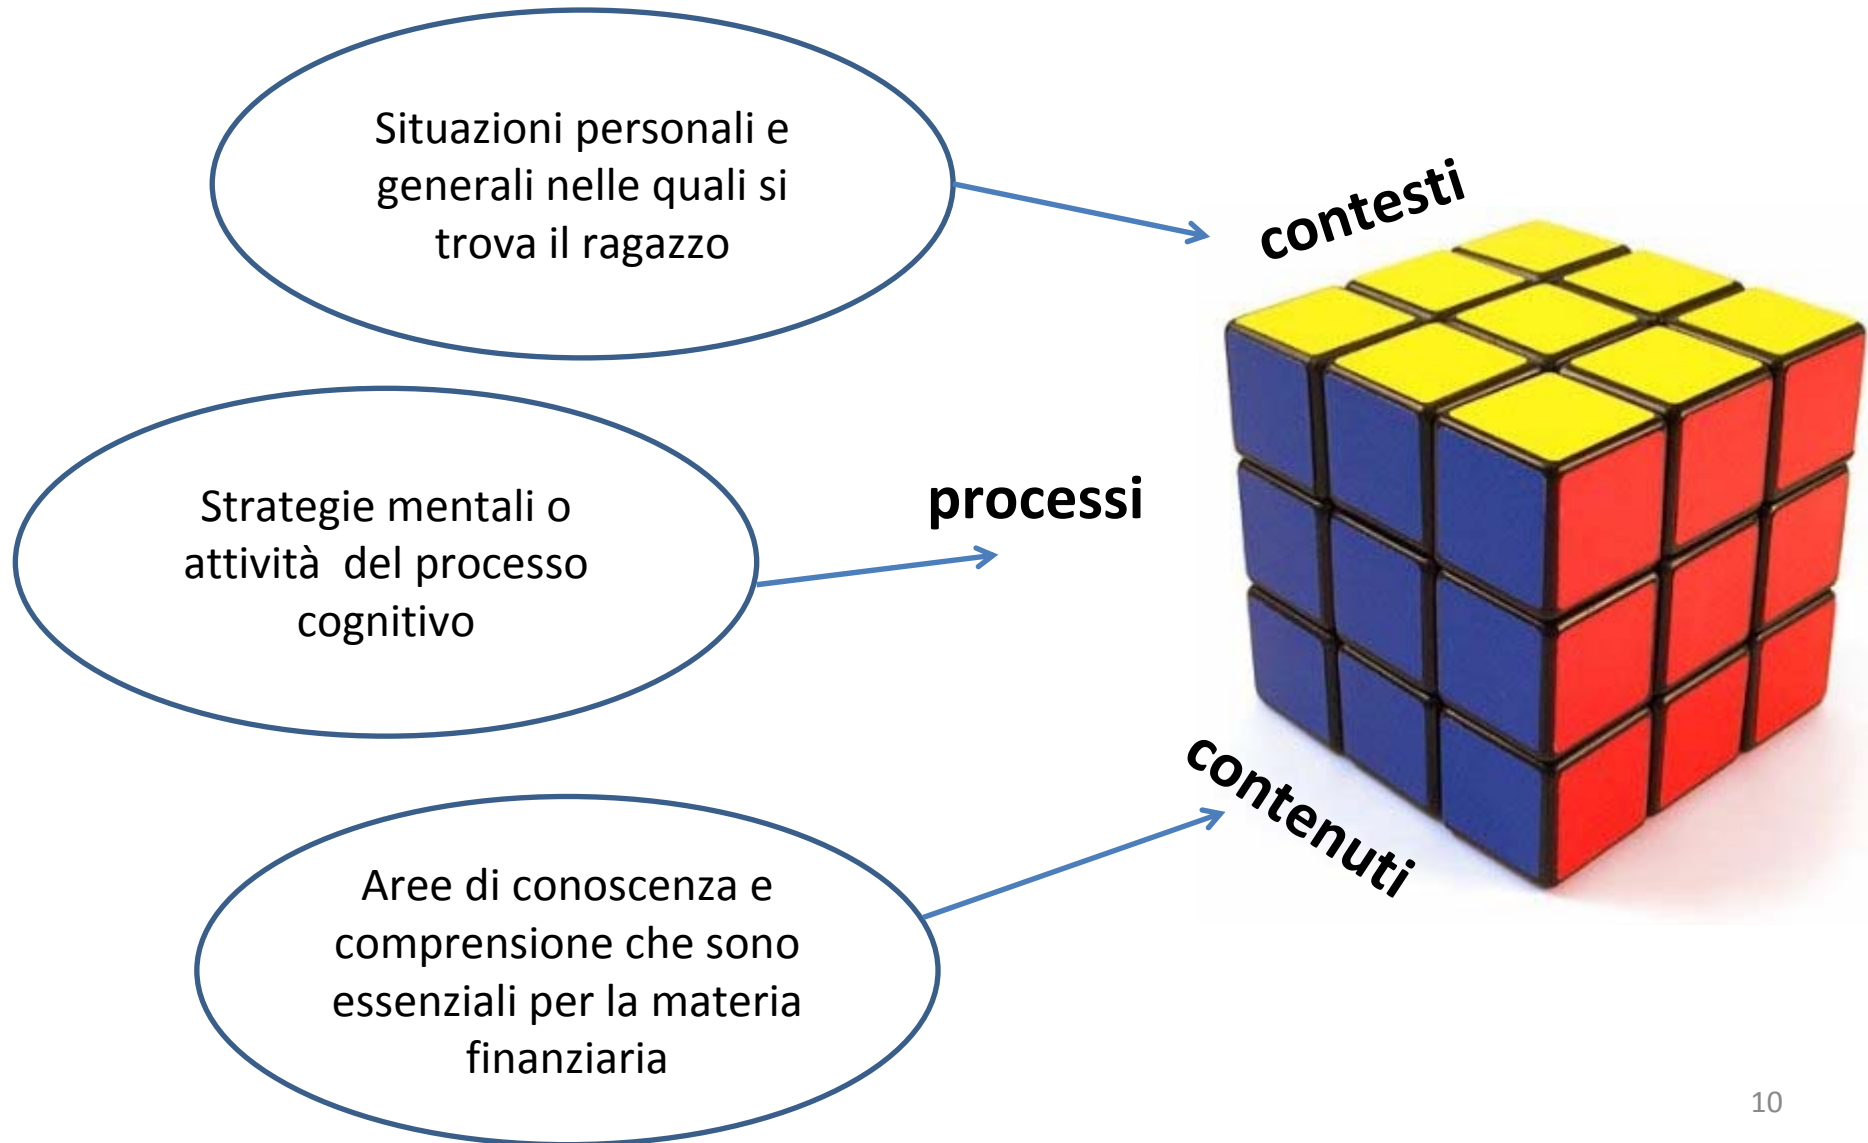 Situazioni personali e
generali nelle quali si
trova il ragazzo
contesti
Strategie mentali o
attività  del processo
cognitivo
processi
Aree di conoscenza e
comprensione che sono
essenziali per la materia
finanziaria
contenuti
10